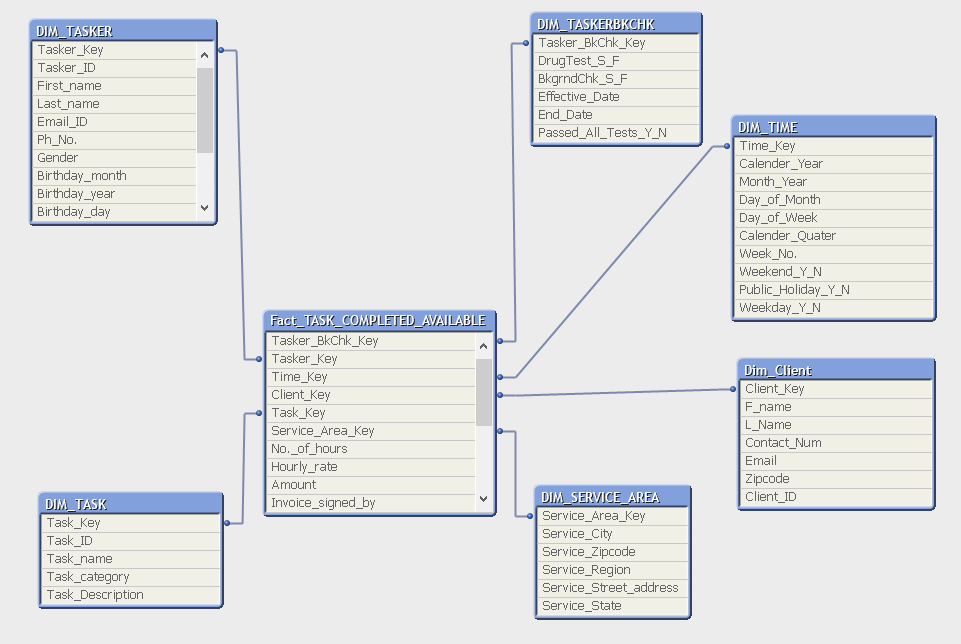 DIM_TASKER
Tasker_Key
Tasker_ID
First_name
Last_name
Email_ID
Ph_No.
Gender
Birthday_month
Birthday_year
Birthday_day
DIM_TASKERBKCHK
Tasker_BkChk_Key
DrugTest_S_F
BkgrndChk_S_F
Effective_Date
End_Date
Passed_All_Tests_Y_N
DIM_TIME
Time_Key
Calender_Year
Month_Year
Day_of_Month
Day_of_Week
Calender_Quater
Week_No.
Weekend_Y_N
Public_Holiday_Y_N
Weekday_Y_N
Fact_TASK_COMPLETED_AVAILABLE
Tasker_BkChk_Key
Tasker_Key
Time_Key
Client_Key
Task_Key
Service_Area_Key
No._of_hours
Hourly_rate
Amount
Invoice_signed_by
Dim_Client
Client_Key
F_name
L_Name
Contact_Num
Email
Zipcode
Client_ID
DIM_TASK
Task_Key
Task_ID
Task_name
Task_category
Task_Description
DIM_SERVICE_AREA
Service_Area_Key
Service_City
Service_Zipcode
Service_Region
Service_Street_address
Service_State